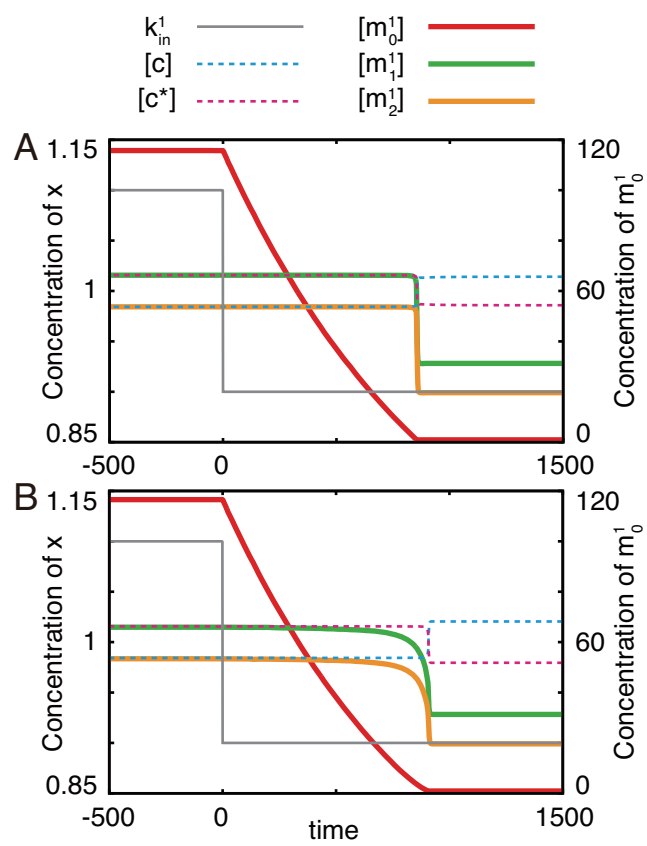 k¹ᵢₙ [m¹₀]
[c] [m¹₁]
[c*] [m¹₂]
A
1.15 120
Concentration of x
1 60
Concentration of m¹₀
0.85 0
-500 0 1500
B
1.15 120
Concentration of x
1 60
Concentration of m¹₀
0.85 0
-500 0 1500
time